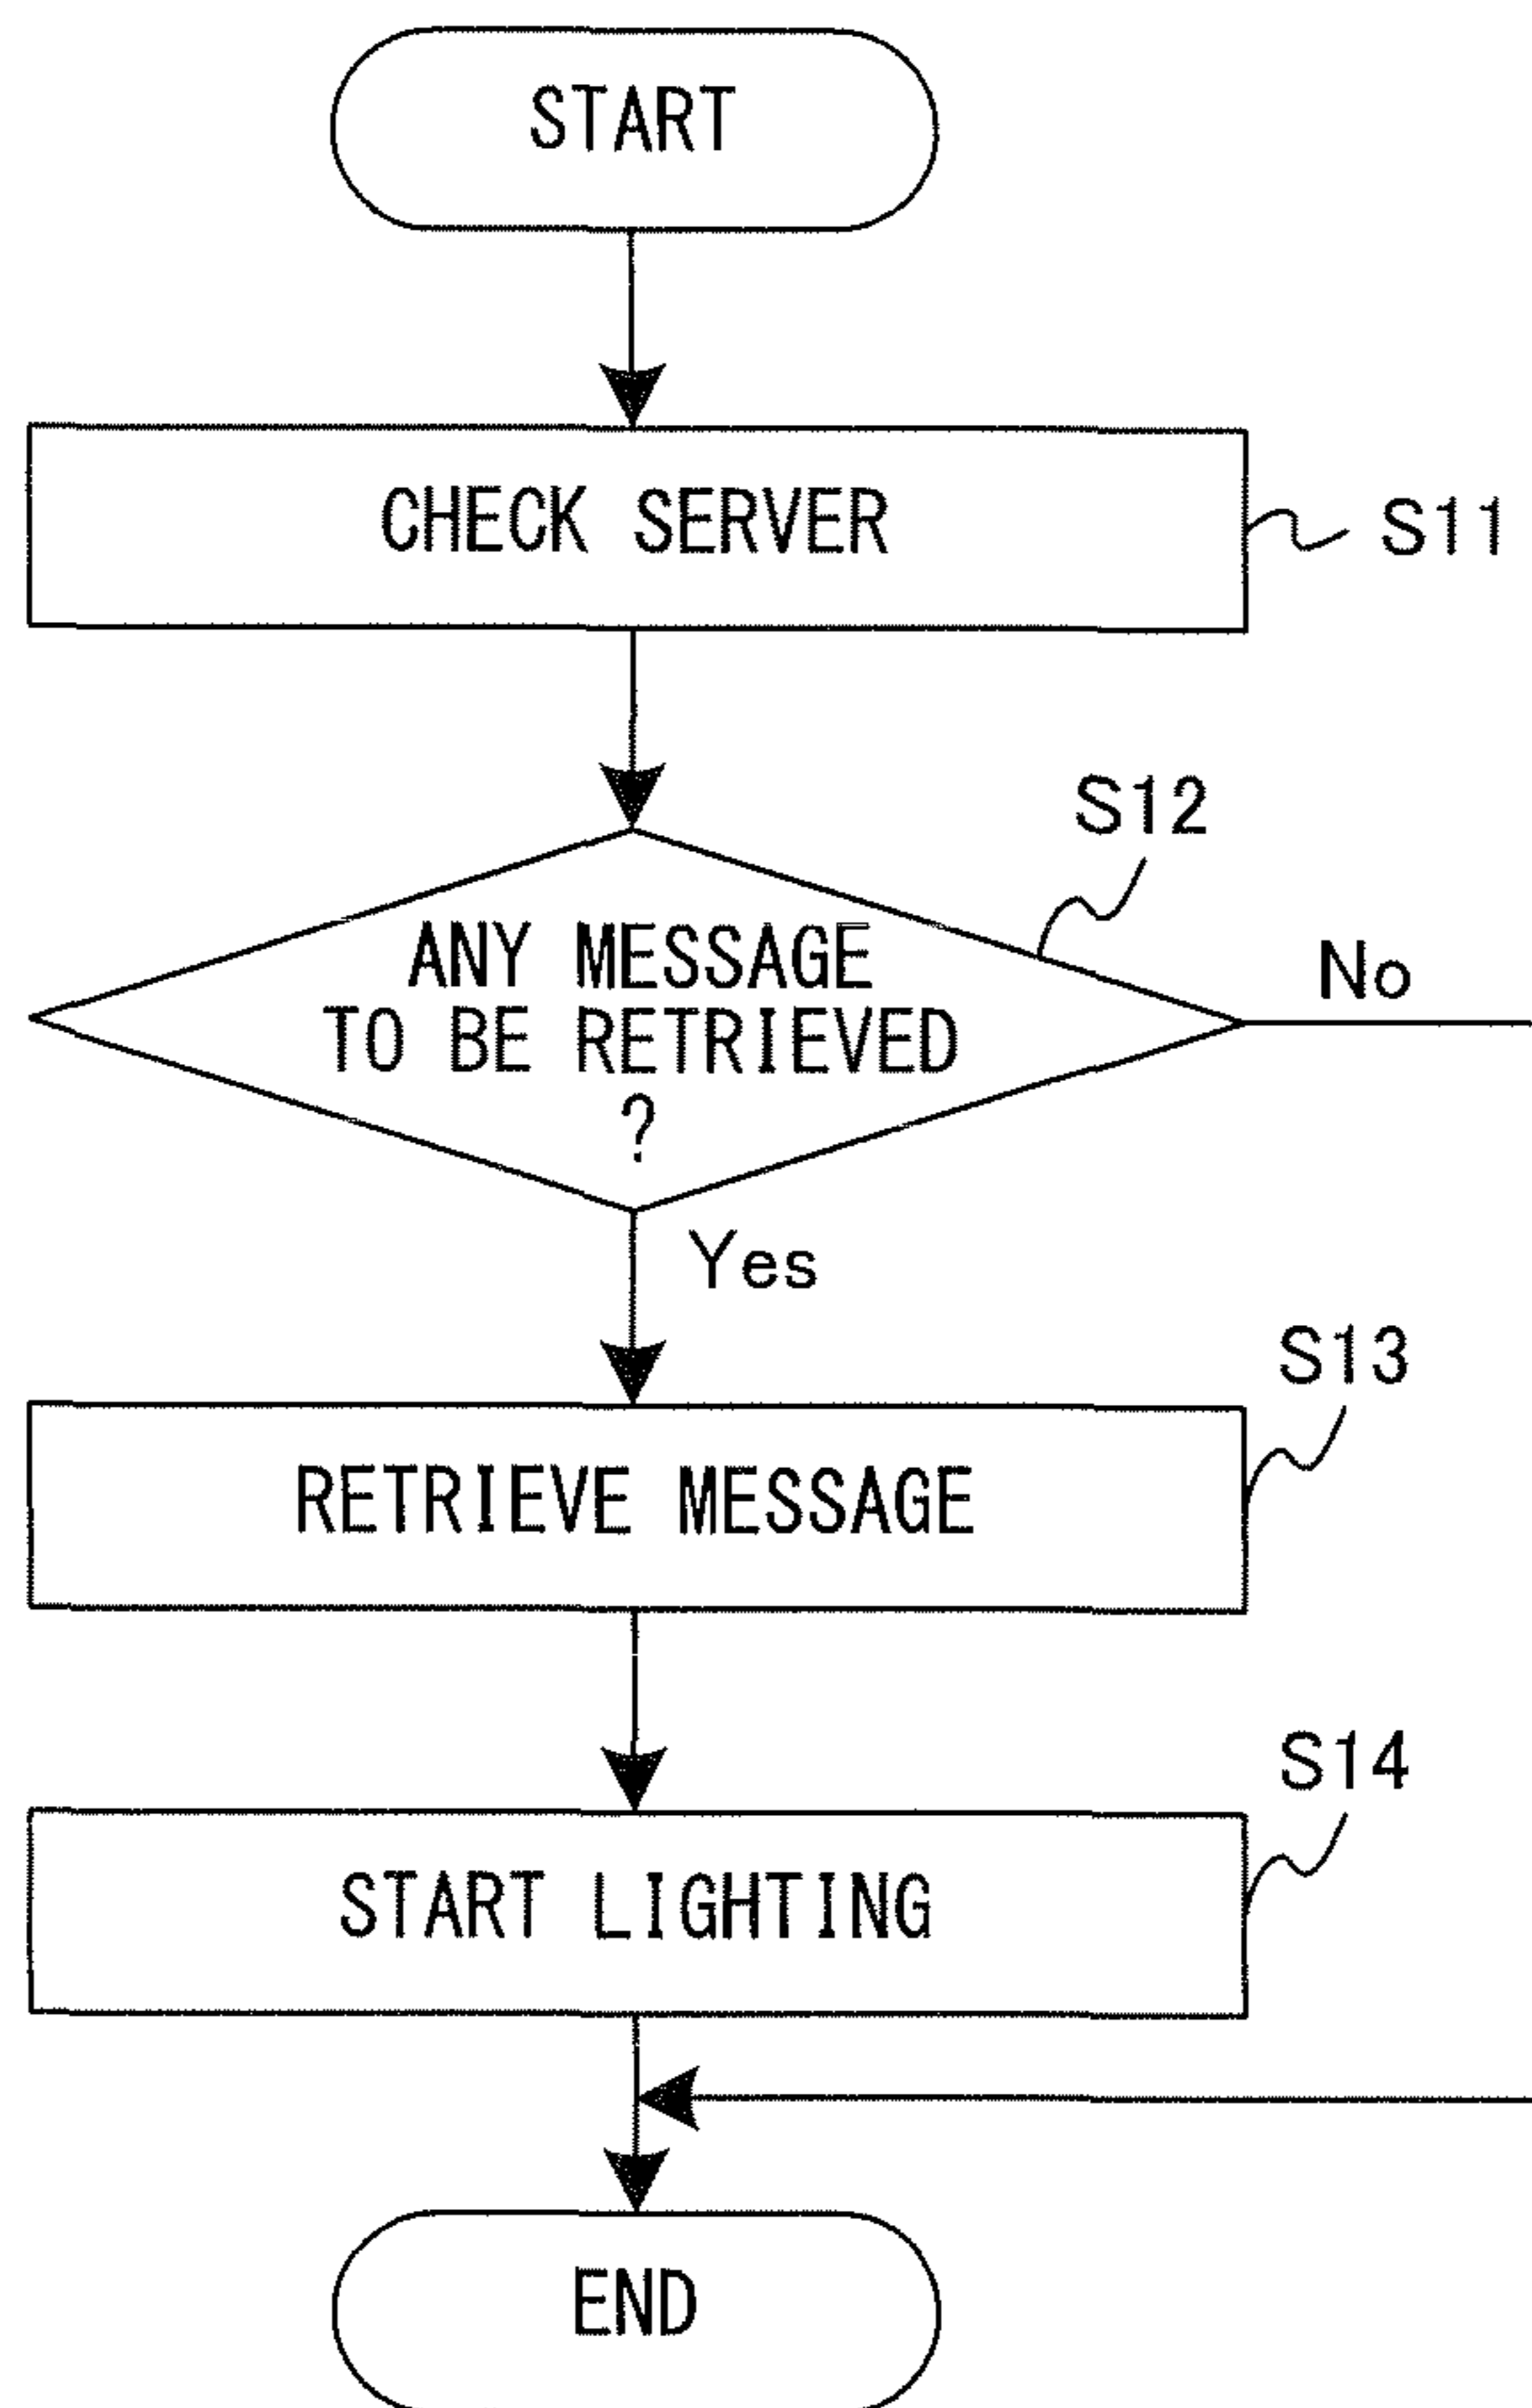 START
CHECK SERVER
S11
S12
ANY MESSAGE
TO BE RETRIEVED
?
No
Yes
S13
RETRIEVE MESSAGE
S14
START LIGHTING
END